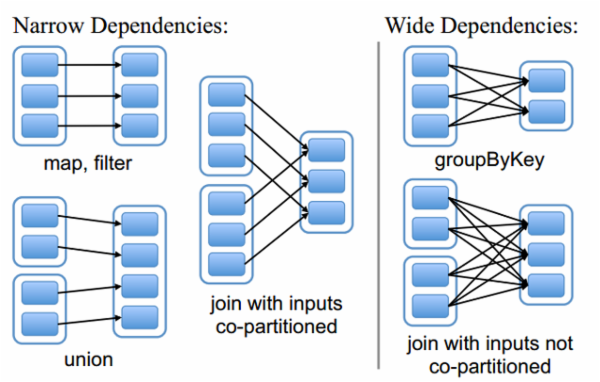 Narrow Dependencies:
Wide Dependencies:
map, filter
groupByKey
join with inputs
co-partitioned
union
join with inputs not
co-partitioned